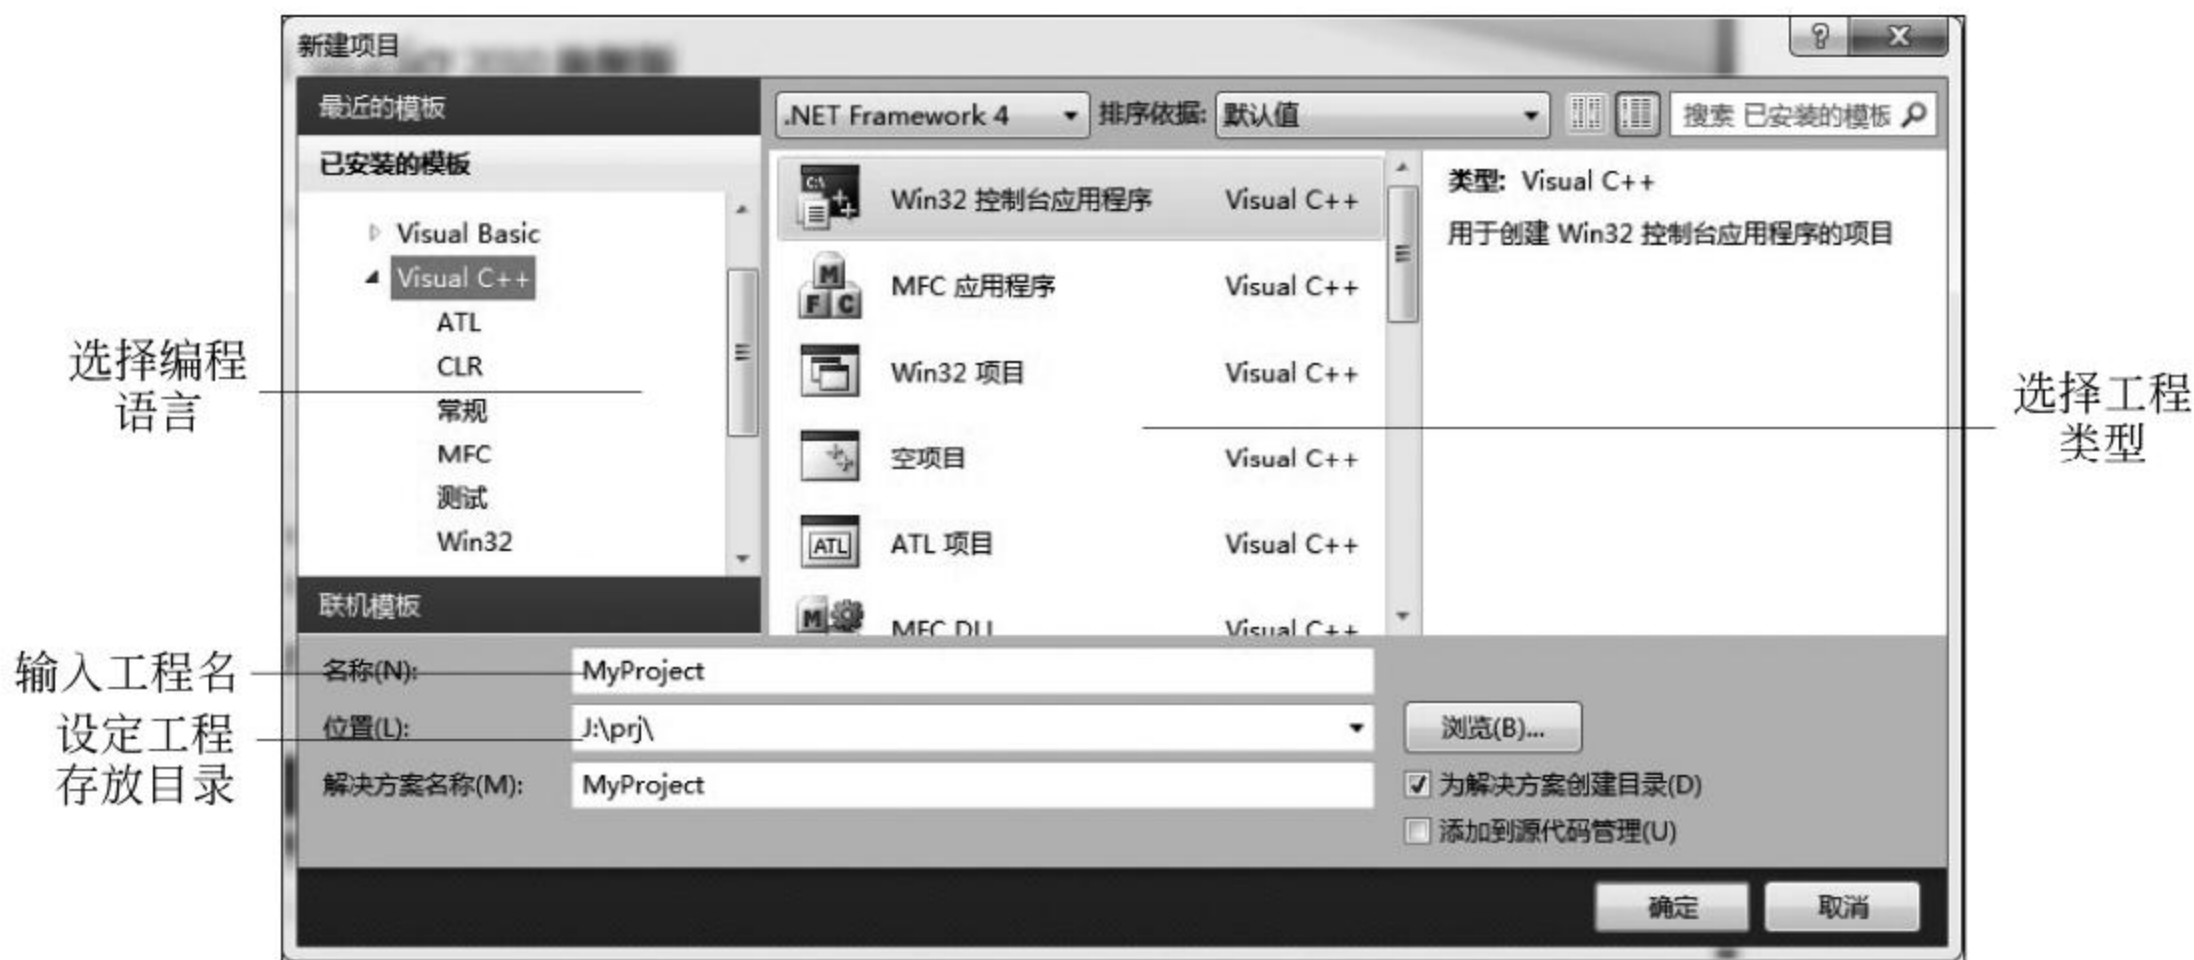 新建项目
最近的模板
.NET Framework 4
排序依据:
默认值
搜索 已安装的模板
已安装的模板
Visual Basic
Visual C++
ATL
CLR
常规
MFC
测试
Win32
联机模板
Win32 控制台应用程序 Visual C++
MFC 应用程序 Visual C++
Win32 项目 Visual C++
空项目 Visual C++
ATL 项目 Visual C++
MFC DLL Visual C++
类型: Visual C++
用于创建 Win32 控制台应用程序的项目
选择编程
语言
选择工程
类型
输入工程名
名称(N): MyProject
设定工程
存放目录
位置(L): J:\prj\
浏览(B)...
解决方案名称(M): MyProject
为解决方案创建目录(D)
添加到源代码管理(U)
确定
取消